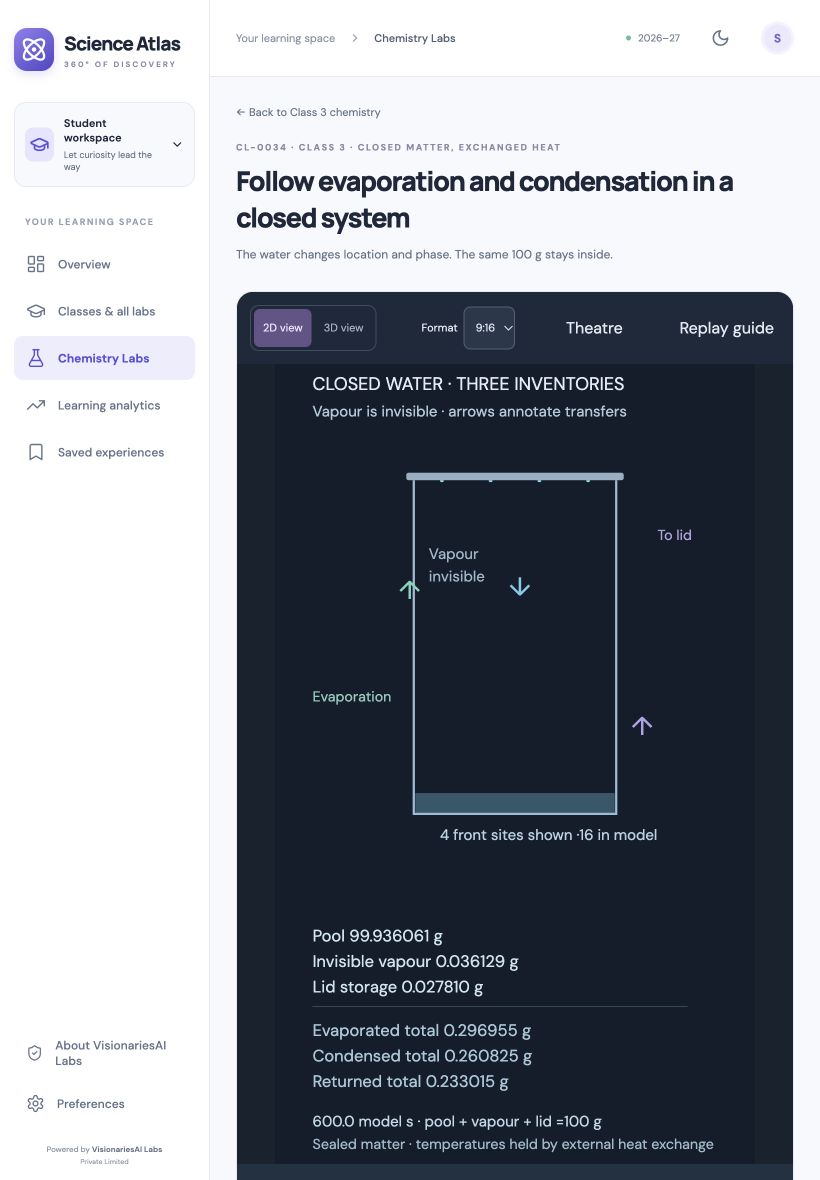 Science Atlas
360° OF DISCOVERY
Student
workspace
Let curiosity lead the
way
YOUR LEARNING SPACE
Overview
Classes & all labs
Chemistry Labs
Learning analytics
Saved experiences
About VisionariesAI
Labs
Preferences
Powered by VisionariesAI Labs
Private Limited
Your learning space
Chemistry Labs
2026–27
S
← Back to Class 3 chemistry
CL-0034 · CLASS 3 · CLOSED MATTER, EXCHANGED HEAT
Follow evaporation and condensation in a
closed system
The water changes location and phase. The same 100 g stays inside.
2D view
3D view
Format
9:16
Theatre
Replay guide
CLOSED WATER · THREE INVENTORIES
Vapour is invisible · arrows annotate transfers
To lid
Vapour
invisible
Evaporation
4 front sites shown ·16 in model
Pool 99.936061 g
Invisible vapour 0.036129 g
Lid storage 0.027810 g
Evaporated total 0.296955 g
Condensed total 0.260825 g
Returned total 0.233015 g
600.0 model s · pool + vapour + lid =100 g
Sealed matter · temperatures held by external heat exchange